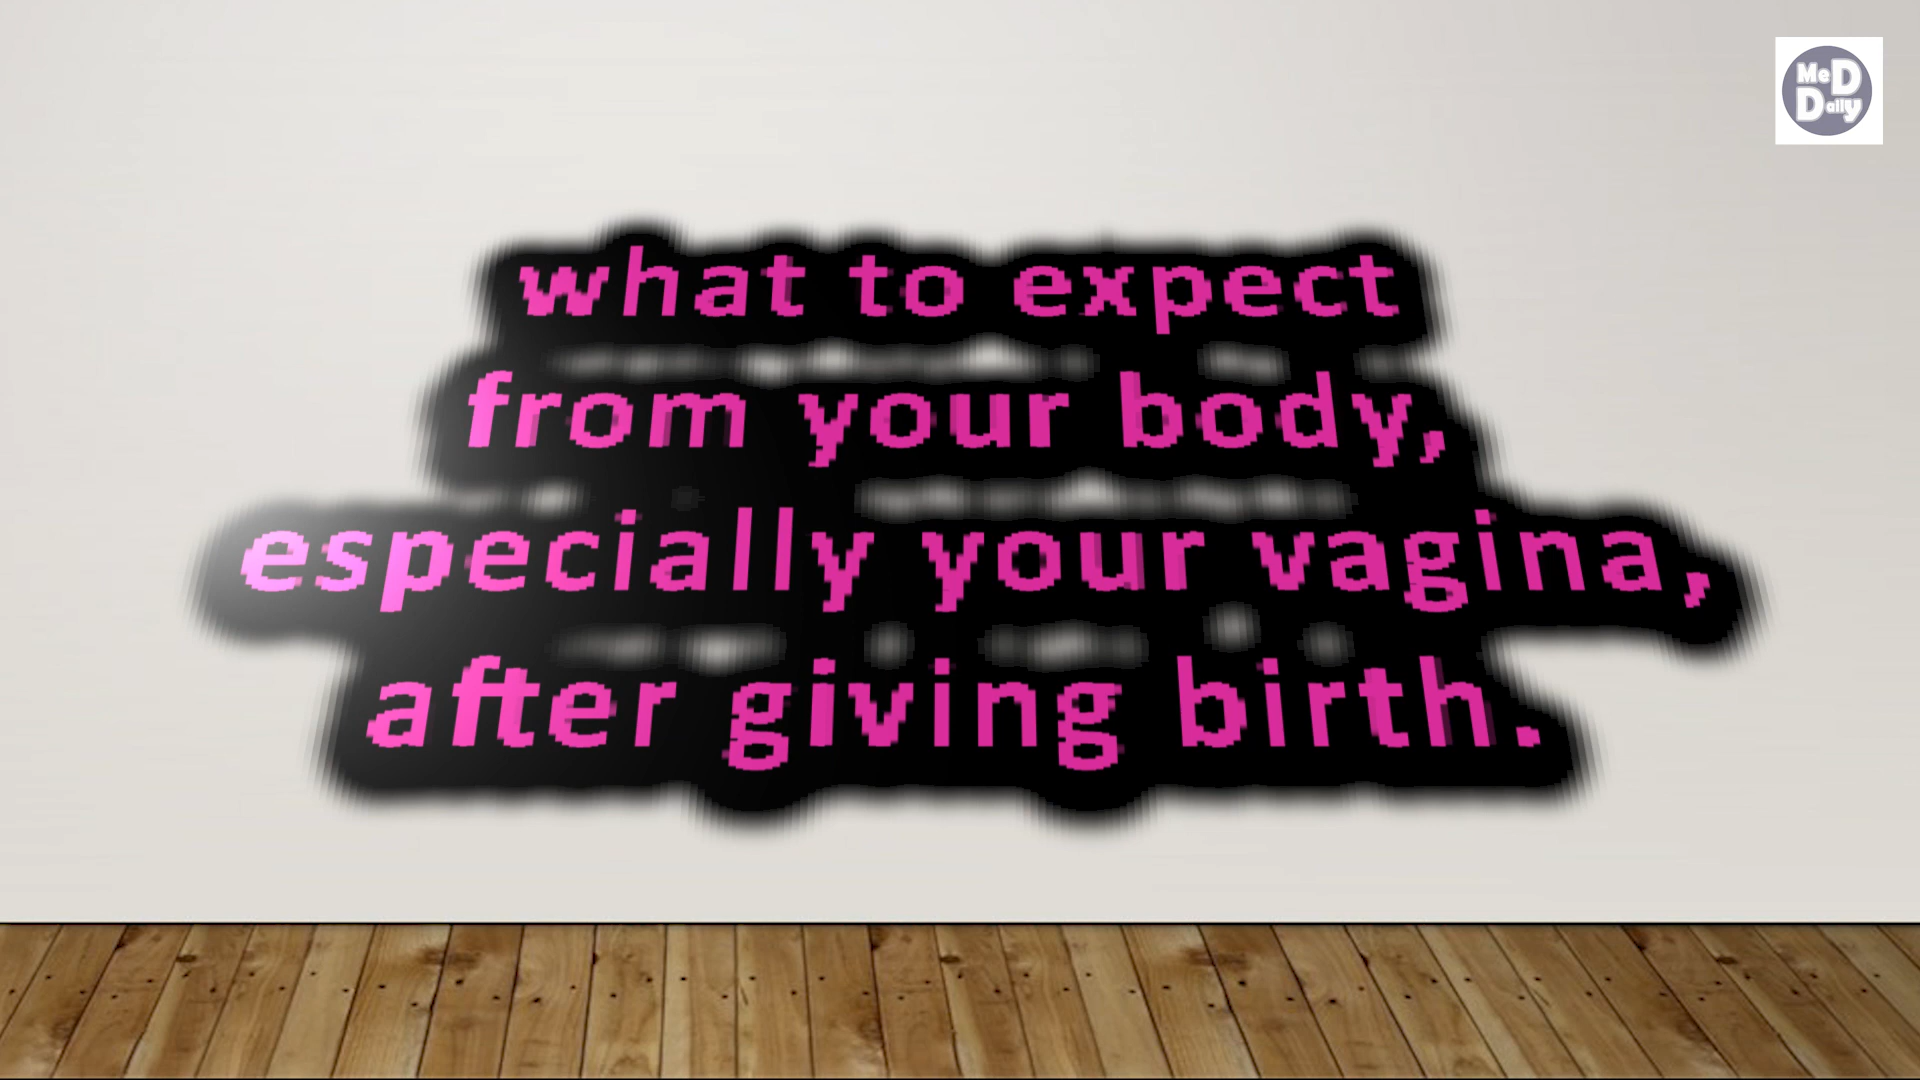 MeD
Daily
what to expect
from your body,
especially your vagina,
after giving birth.